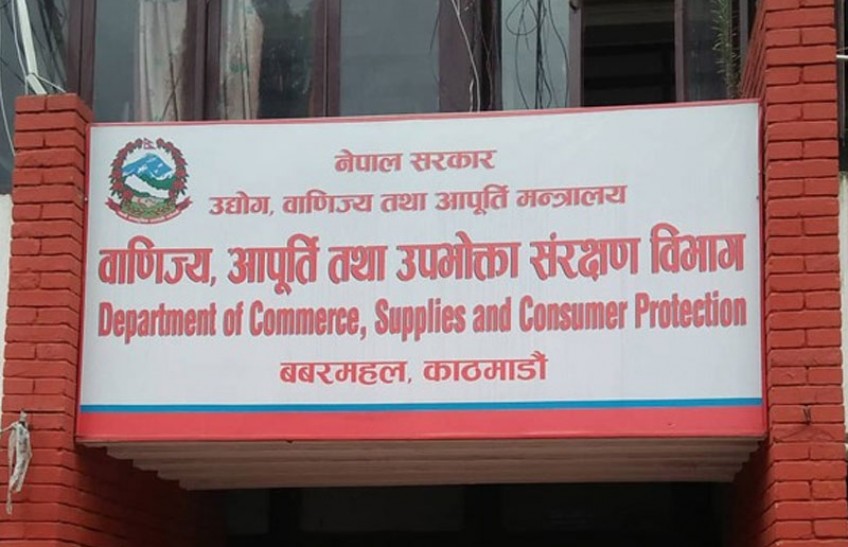 नेपाल सरकार
उद्योग, वाणिज्य तथा आपूर्ति मन्त्रालय
वाणिज्य, आपूर्ति तथा उपभोक्ता संरक्षण विभाग
Department of Commerce, Supplies and Consumer Protection
बबरमहल, काठमाडौं